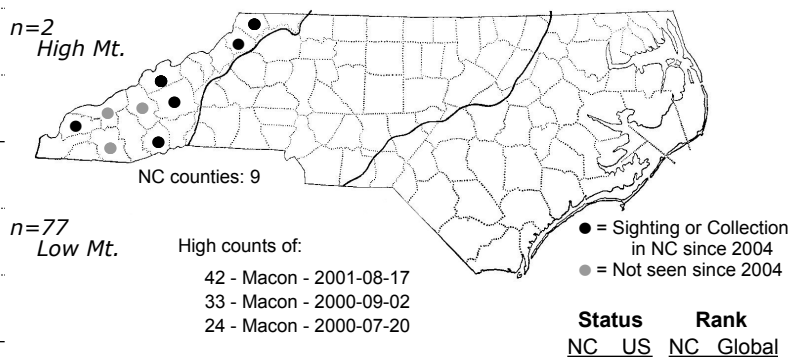 n=2
High Mt.
NC counties: 9
n=77
Low Mt.
High counts of:
42 - Macon - 2001-08-17
33 - Macon - 2000-09-02
24 - Macon - 2000-07-20
● = Sighting or Collection
in NC since 2004
● = Not seen since 2004
Status Rank
NC US NC Global